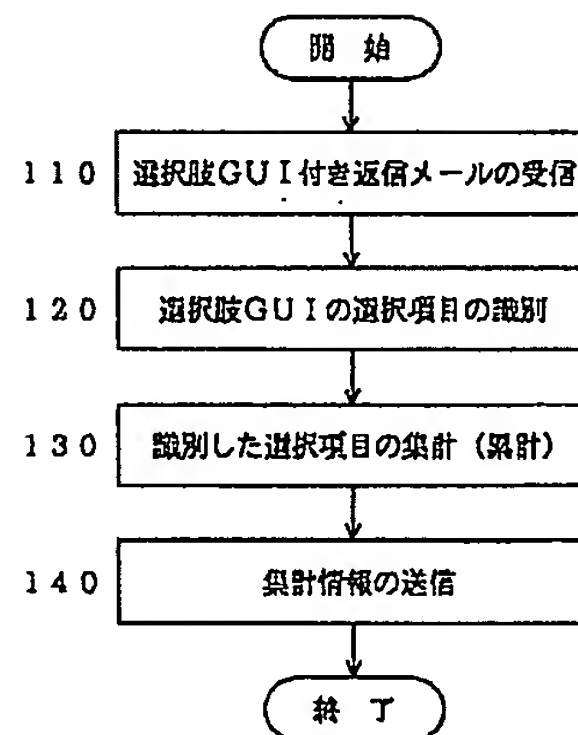 開 始
110 選択肢GUI付き返信メールの受信
120 選択肢GUIの選択項目の識別
130 識別した選択項目の集計（累計）
140 集計情報の送信
終 了